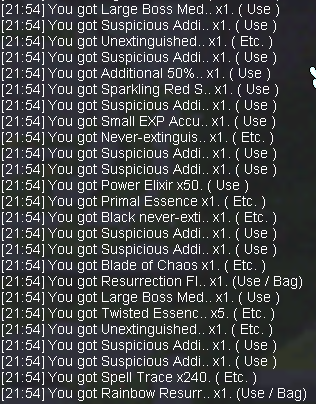 [21:54] You got Large Boss Med.. x1. ( Use )
[21:54] You got Suspicious Addi.. x1. ( Use )
[21:54] You got Unextinguished.. x1. ( Etc. )
[21:54] You got Suspicious Addi.. x1. ( Use )
[21:54] You got Additional 50%.. x1. ( Use )
[21:54] You got Sparkling Red S.. x1. ( Use )
[21:54] You got Suspicious Addi.. x1. ( Use )
[21:54] You got Small EXP Accu.. x1. ( Use )
[21:54] You got Never-extinguis.. x1. ( Etc. )
[21:54] You got Suspicious Addi.. x1. ( Use )
[21:54] You got Suspicious Addi.. x1. ( Use )
[21:54] You got Power Elixir x50. ( Use )
[21:54] You got Primal Essence x1. ( Etc. )
[21:54] You got Black never-exti.. x1. ( Etc. )
[21:54] You got Suspicious Addi.. x1. ( Use )
[21:54] You got Suspicious Addi.. x1. ( Use )
[21:54] You got Blade of Chaos x1. ( Etc. )
[21:54] You got Resurrection Fl.. x1. (Use / Bag)
[21:54] You got Large Boss Med.. x1. ( Use )
[21:54] You got Twisted Essenc.. x5. ( Etc. )
[21:54] You got Unextinguished.. x1. ( Etc. )
[21:54] You got Suspicious Addi.. x1. ( Use )
[21:54] You got Suspicious Addi.. x1. ( Use )
[21:54] You got Spell Trace x240. ( Etc. )
[21:54] You got Rainbow Resurr.. x1. (Use / Bag)